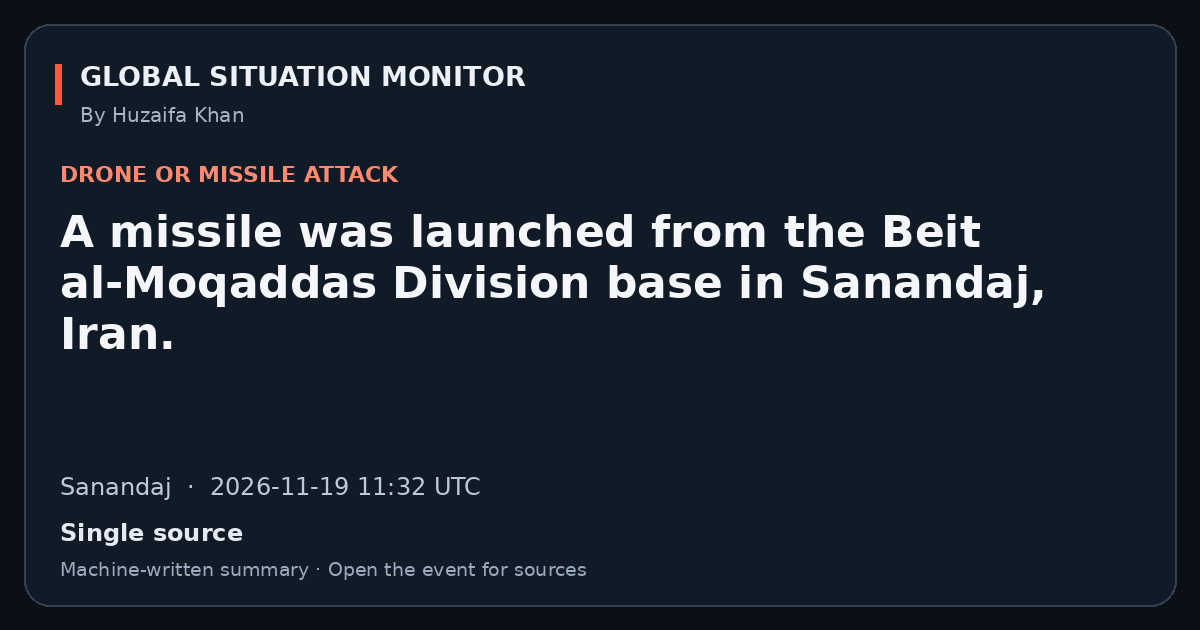 GLOBAL SITUATION MONITOR
By Huzaifa Khan
DRONE OR MISSILE ATTACK
A missile was launched from the Beit
al-Moqaddas Division base in Sanandaj,
Iran.
Sanandaj · 2026-11-19 11:32 UTC
Single source
Machine-written summary · Open the event for sources